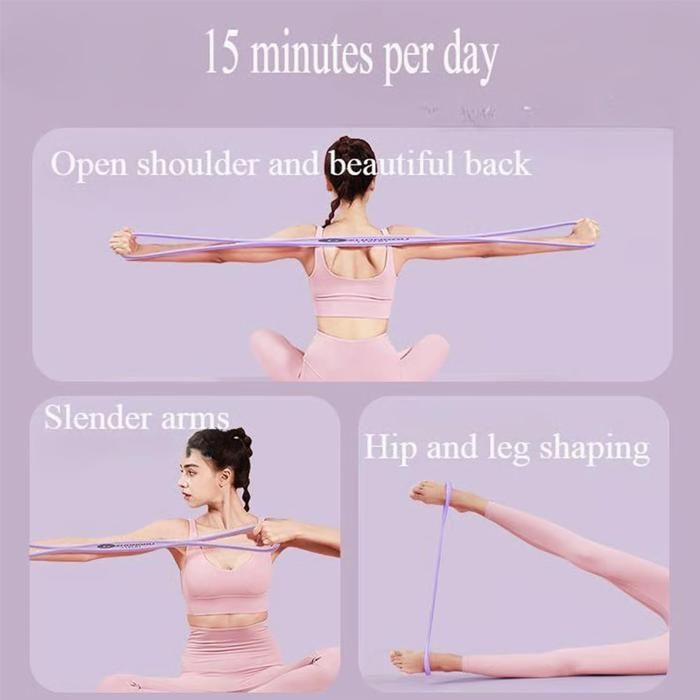 15 minutes per day
Open shoulder and beautiful back
Slender arms
Hip and leg shaping